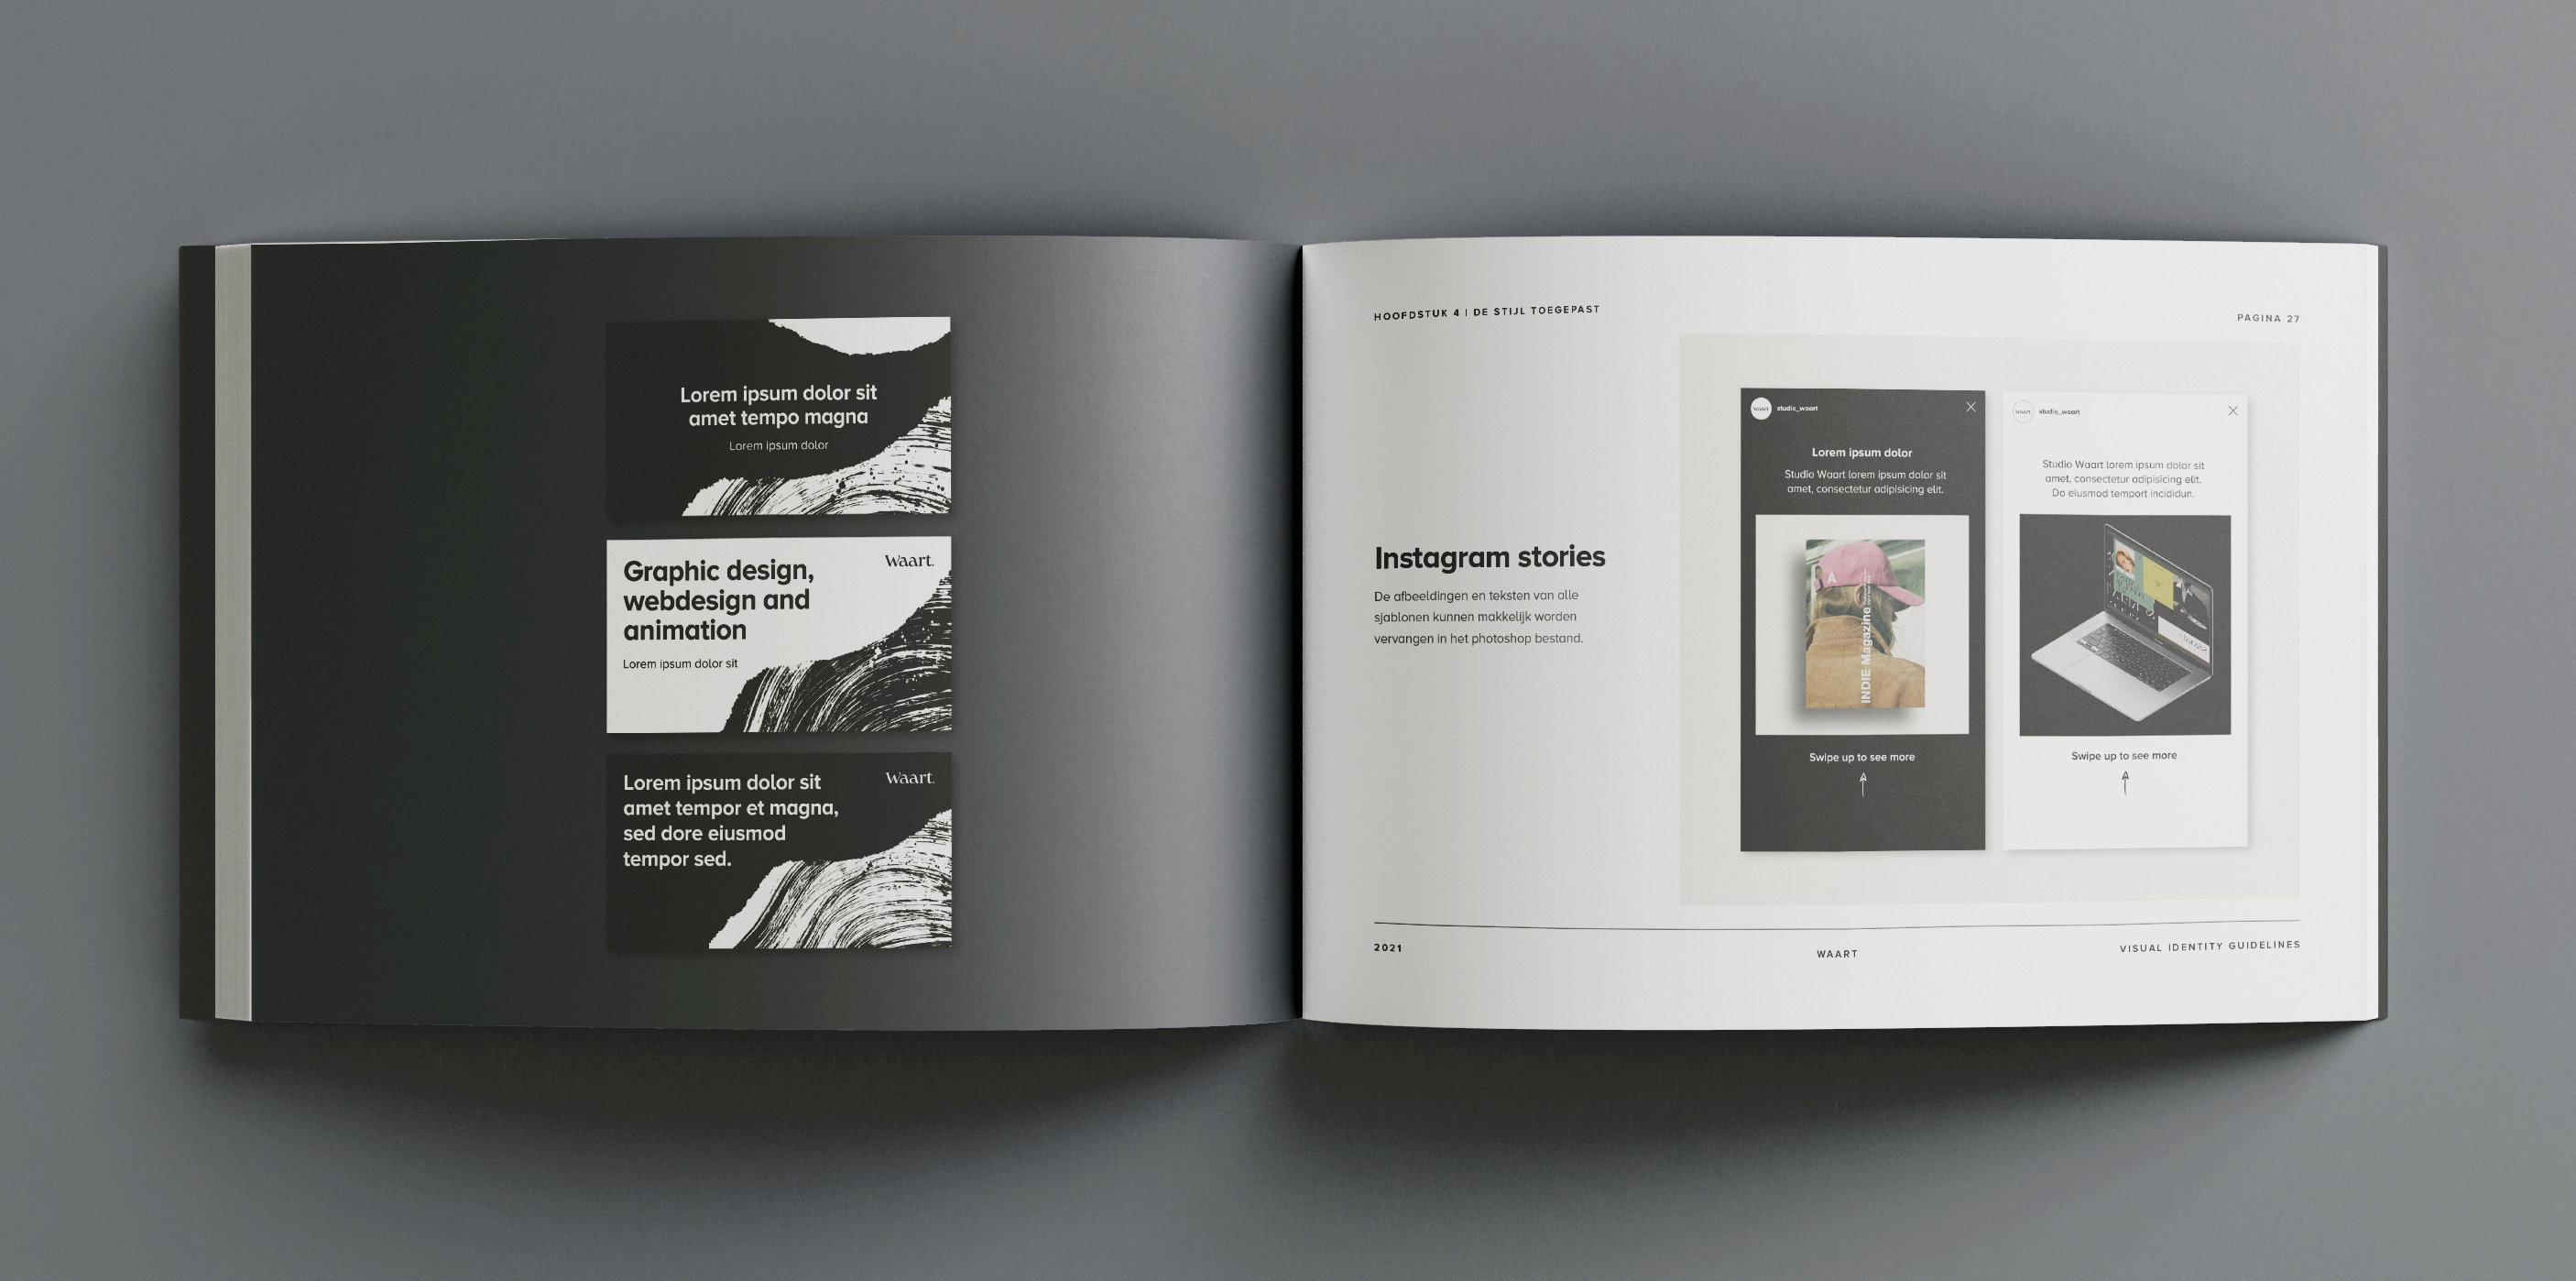 Lorem ipsum dolor sit
amet tempo magna
Lorem ipsum dolor
Waart.
Graphic design,
webdesign and
animation
Lorem ipsum dolor sit
Waart.
Lorem ipsum dolor sit
amet tempor et magna,
sed dore eiusmod
tempor sed.
HOOFDSTUK 4 | DE STIJL TOEGEPAST
PAGINA 27
Instagram stories
De afbeeldingen en teksten van alle
sjablonen kunnen makkelijk worden
vervangen in het photoshop bestand.
Waart
studio_waart
Lorem ipsum dolor
Studio Waart lorem ipsum dolor sit
amet, consectetur adipisicing elit.
A
INDIE Magazine
Swipe up to see more
Waart
studio_waart
Studio Waart lorem ipsum dolor sit
amet, consectetur adipisicing elit.
Do eiusmod temport incididun.
Swipe up to see more
2021
WAART
VISUAL IDENTITY GUIDELINES